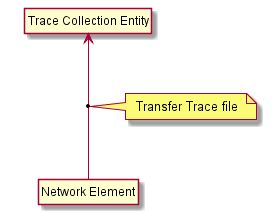 Trace Collection Entity
Transfer Trace file
Network Element